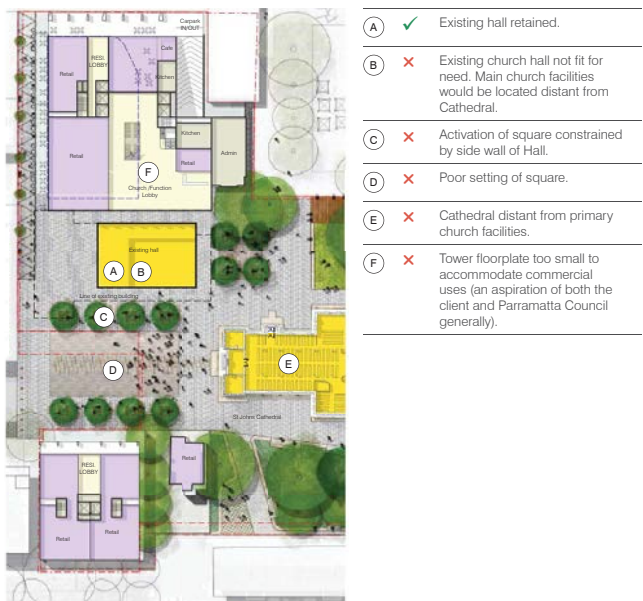 Carpark
IN/OUT
RESI.
LOBBY
Cafe
Retail
Kitchen
Kitchen
Retail
Retail
Admin
F
Church /Function
Lobby
Existing hall
A
B
Line of existing building
C
D
E
St Johns Cathedral
RESI.
LOBBY
Retail
Retail
Retail
A ✓ Existing hall retained.
B × Existing church hall not fit for
need. Main church facilities
would be located distant from
Cathedral.
C × Activation of square constrained
by side wall of Hall.
D × Poor setting of square.
E × Cathedral distant from primary
church facilities.
F × Tower floorplate too small to
accommodate commercial
uses (an aspiration of both the
client and Parramatta Council
generally).